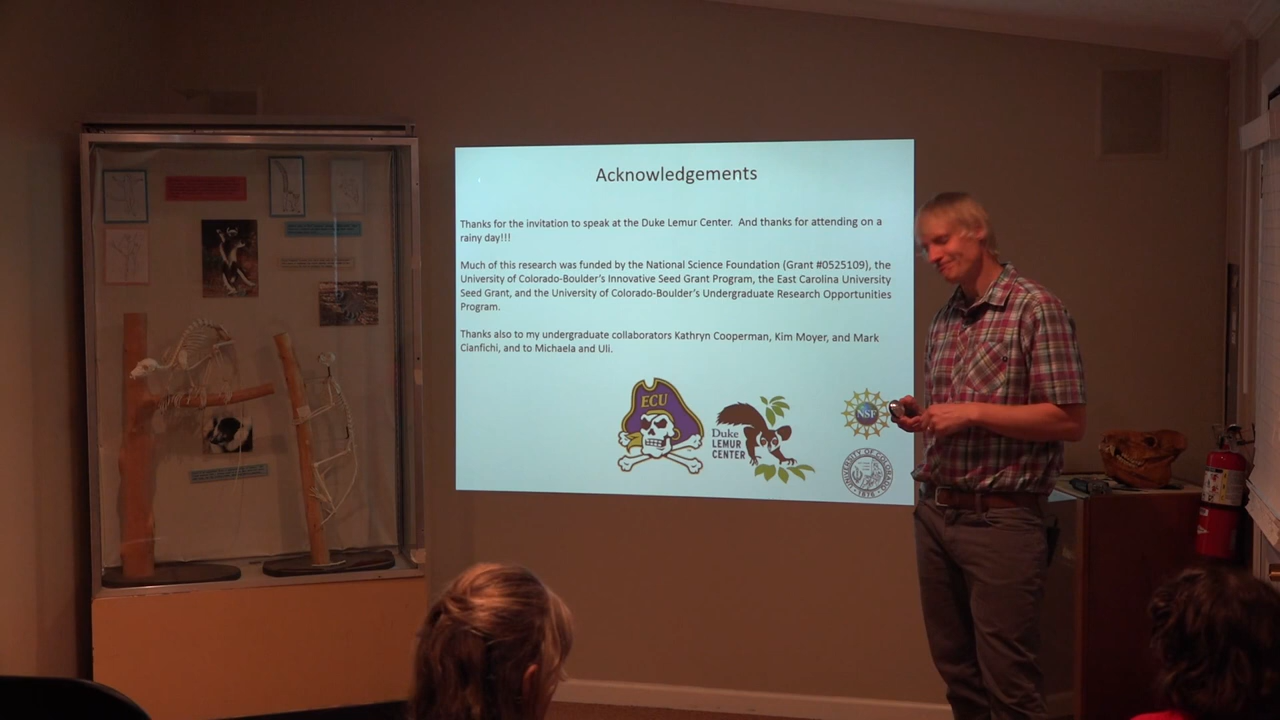 Acknowledgements
Thanks for the invitation to speak at the Duke Lemur Center. And thanks for attending on a
rainy day!!!
Much of this research was funded by the National Science Foundation (Grant #0525109), the
University of Colorado-Boulder's Innovative Seed Grant Program, the East Carolina University
Seed Grant, and the University of Colorado-Boulder's Undergraduate Research Opportunities
Program.
Thanks also to my undergraduate collaborators Kathryn Cooperman, Kim Moyer, and Mark
Cianfichi, and to Michaela and Uli.
ECU
Duke
LEMUR
CENTER
NSF
UNIVERSITY OF COLORADO
1876